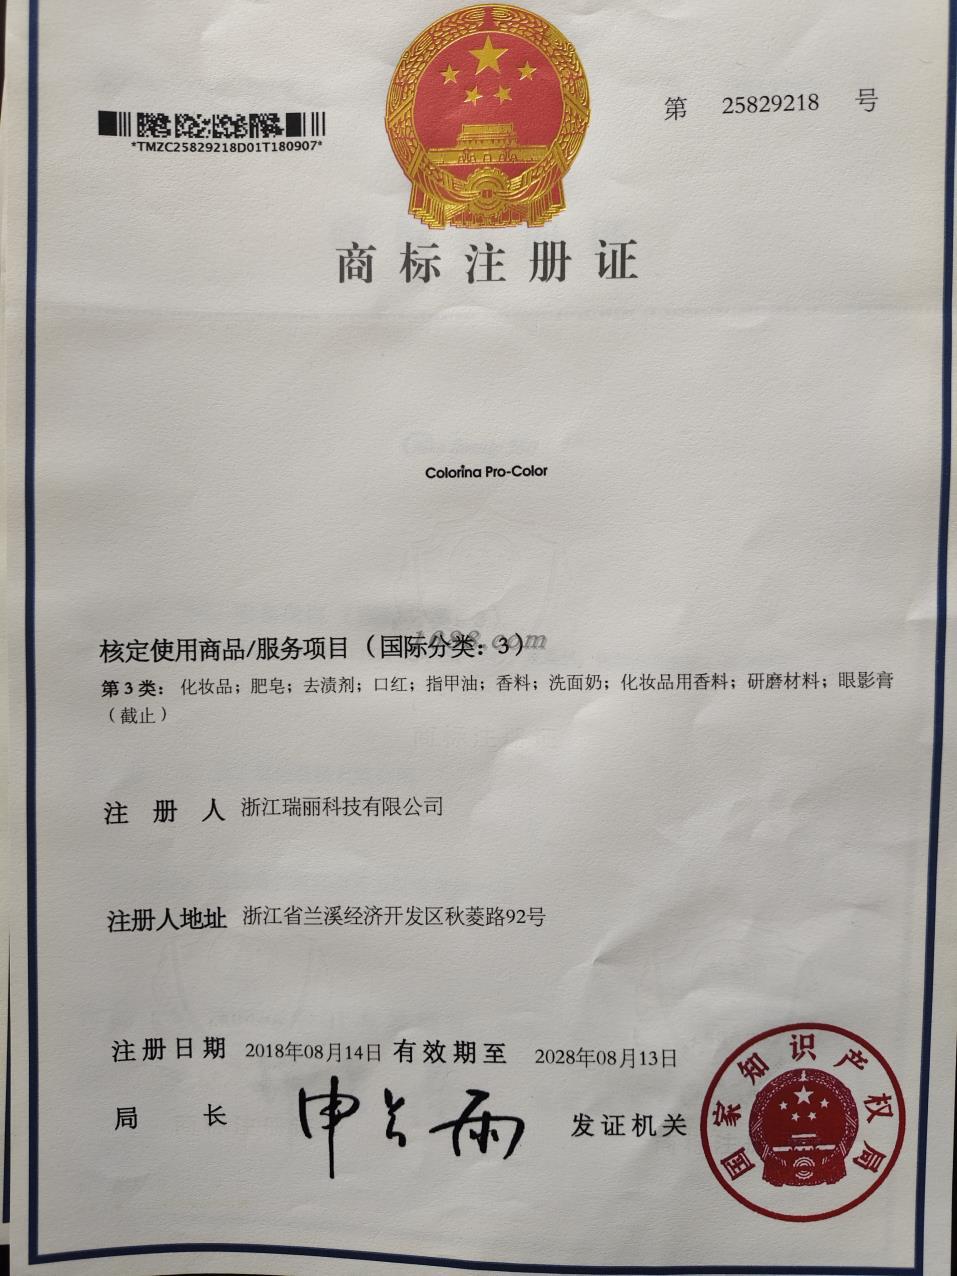 第 25829218 号
*TMZC25829218D01T180907*
商标注册证
Colorina Pro-Color
1688.com
核定使用商品/服务项目（国际分类：3）
第3类：化妆品；肥皂；去渍剂；口红；指甲油；香料；洗面奶；化妆品用香料；研磨材料；眼影膏
（截止）
注册人 浙江瑞丽科技有限公司
注册人地址 浙江省兰溪经济开发区秋菱路92号
注册日期 2018年08月14日 有效期至 2028年08月13日
局长 申长雨 发证机关
国家知识产权局